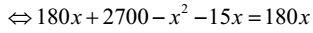 ⇔ 180x + 2700 − x² − 15x = 180x